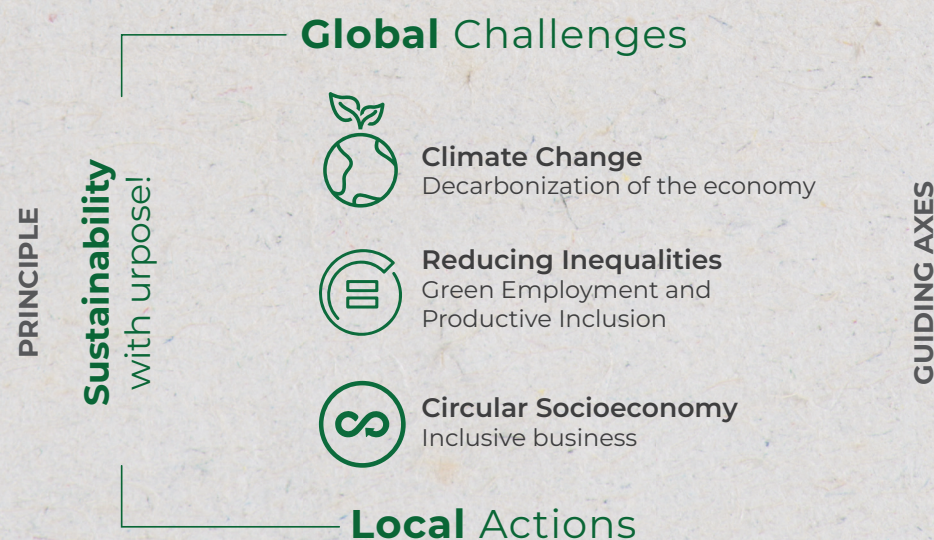 Global Challenges
PRINCIPLE
Sustainability
with urpose!
Climate Change
Decarbonization of the economy
Reducing Inequalities
Green Employment and
Productive Inclusion
Circular Socioeconomy
Inclusive business
GUIDING AXES
Local Actions